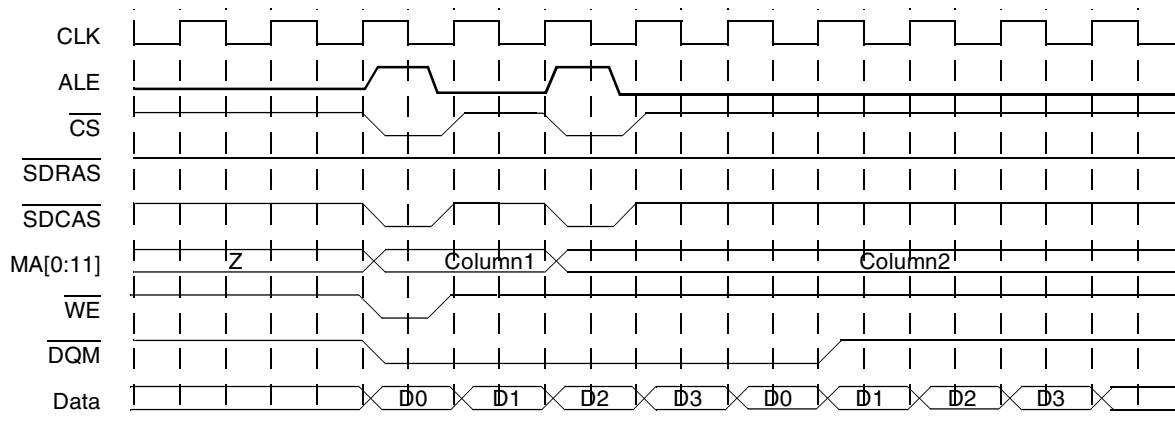 CLK
ALE
CS
SDRAS
SDCAS
MA[0:11] Z Column1 Column2
WE
DQM
Data D0 D1 D2 D3 D0 D1 D2 D3